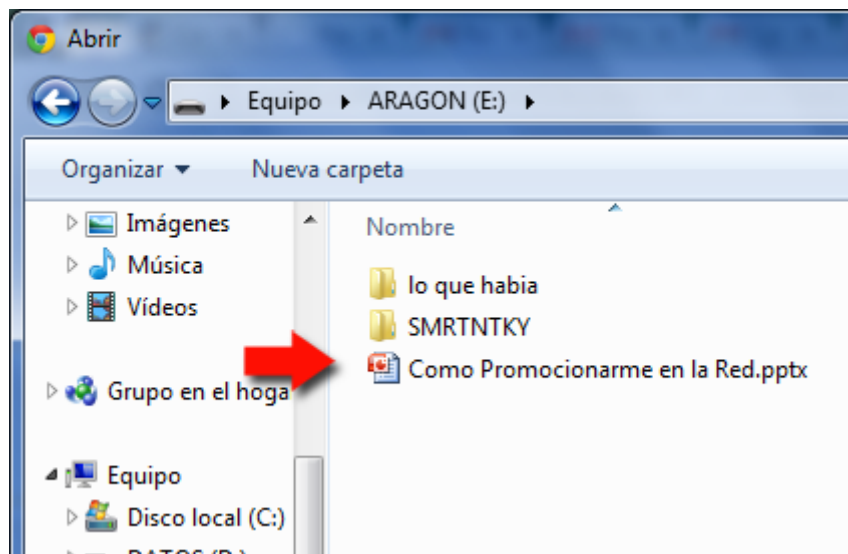 Abrir
Equipo ARAGON (E:)
Organizar Nueva carpeta
Imágenes
Música
Vídeos
Grupo en el hoga
Equipo
Disco local (C:)
DATOS (D:)
Nombre
lo que habia
SMRTNTKY
Como Promocionarme en la Red.pptx